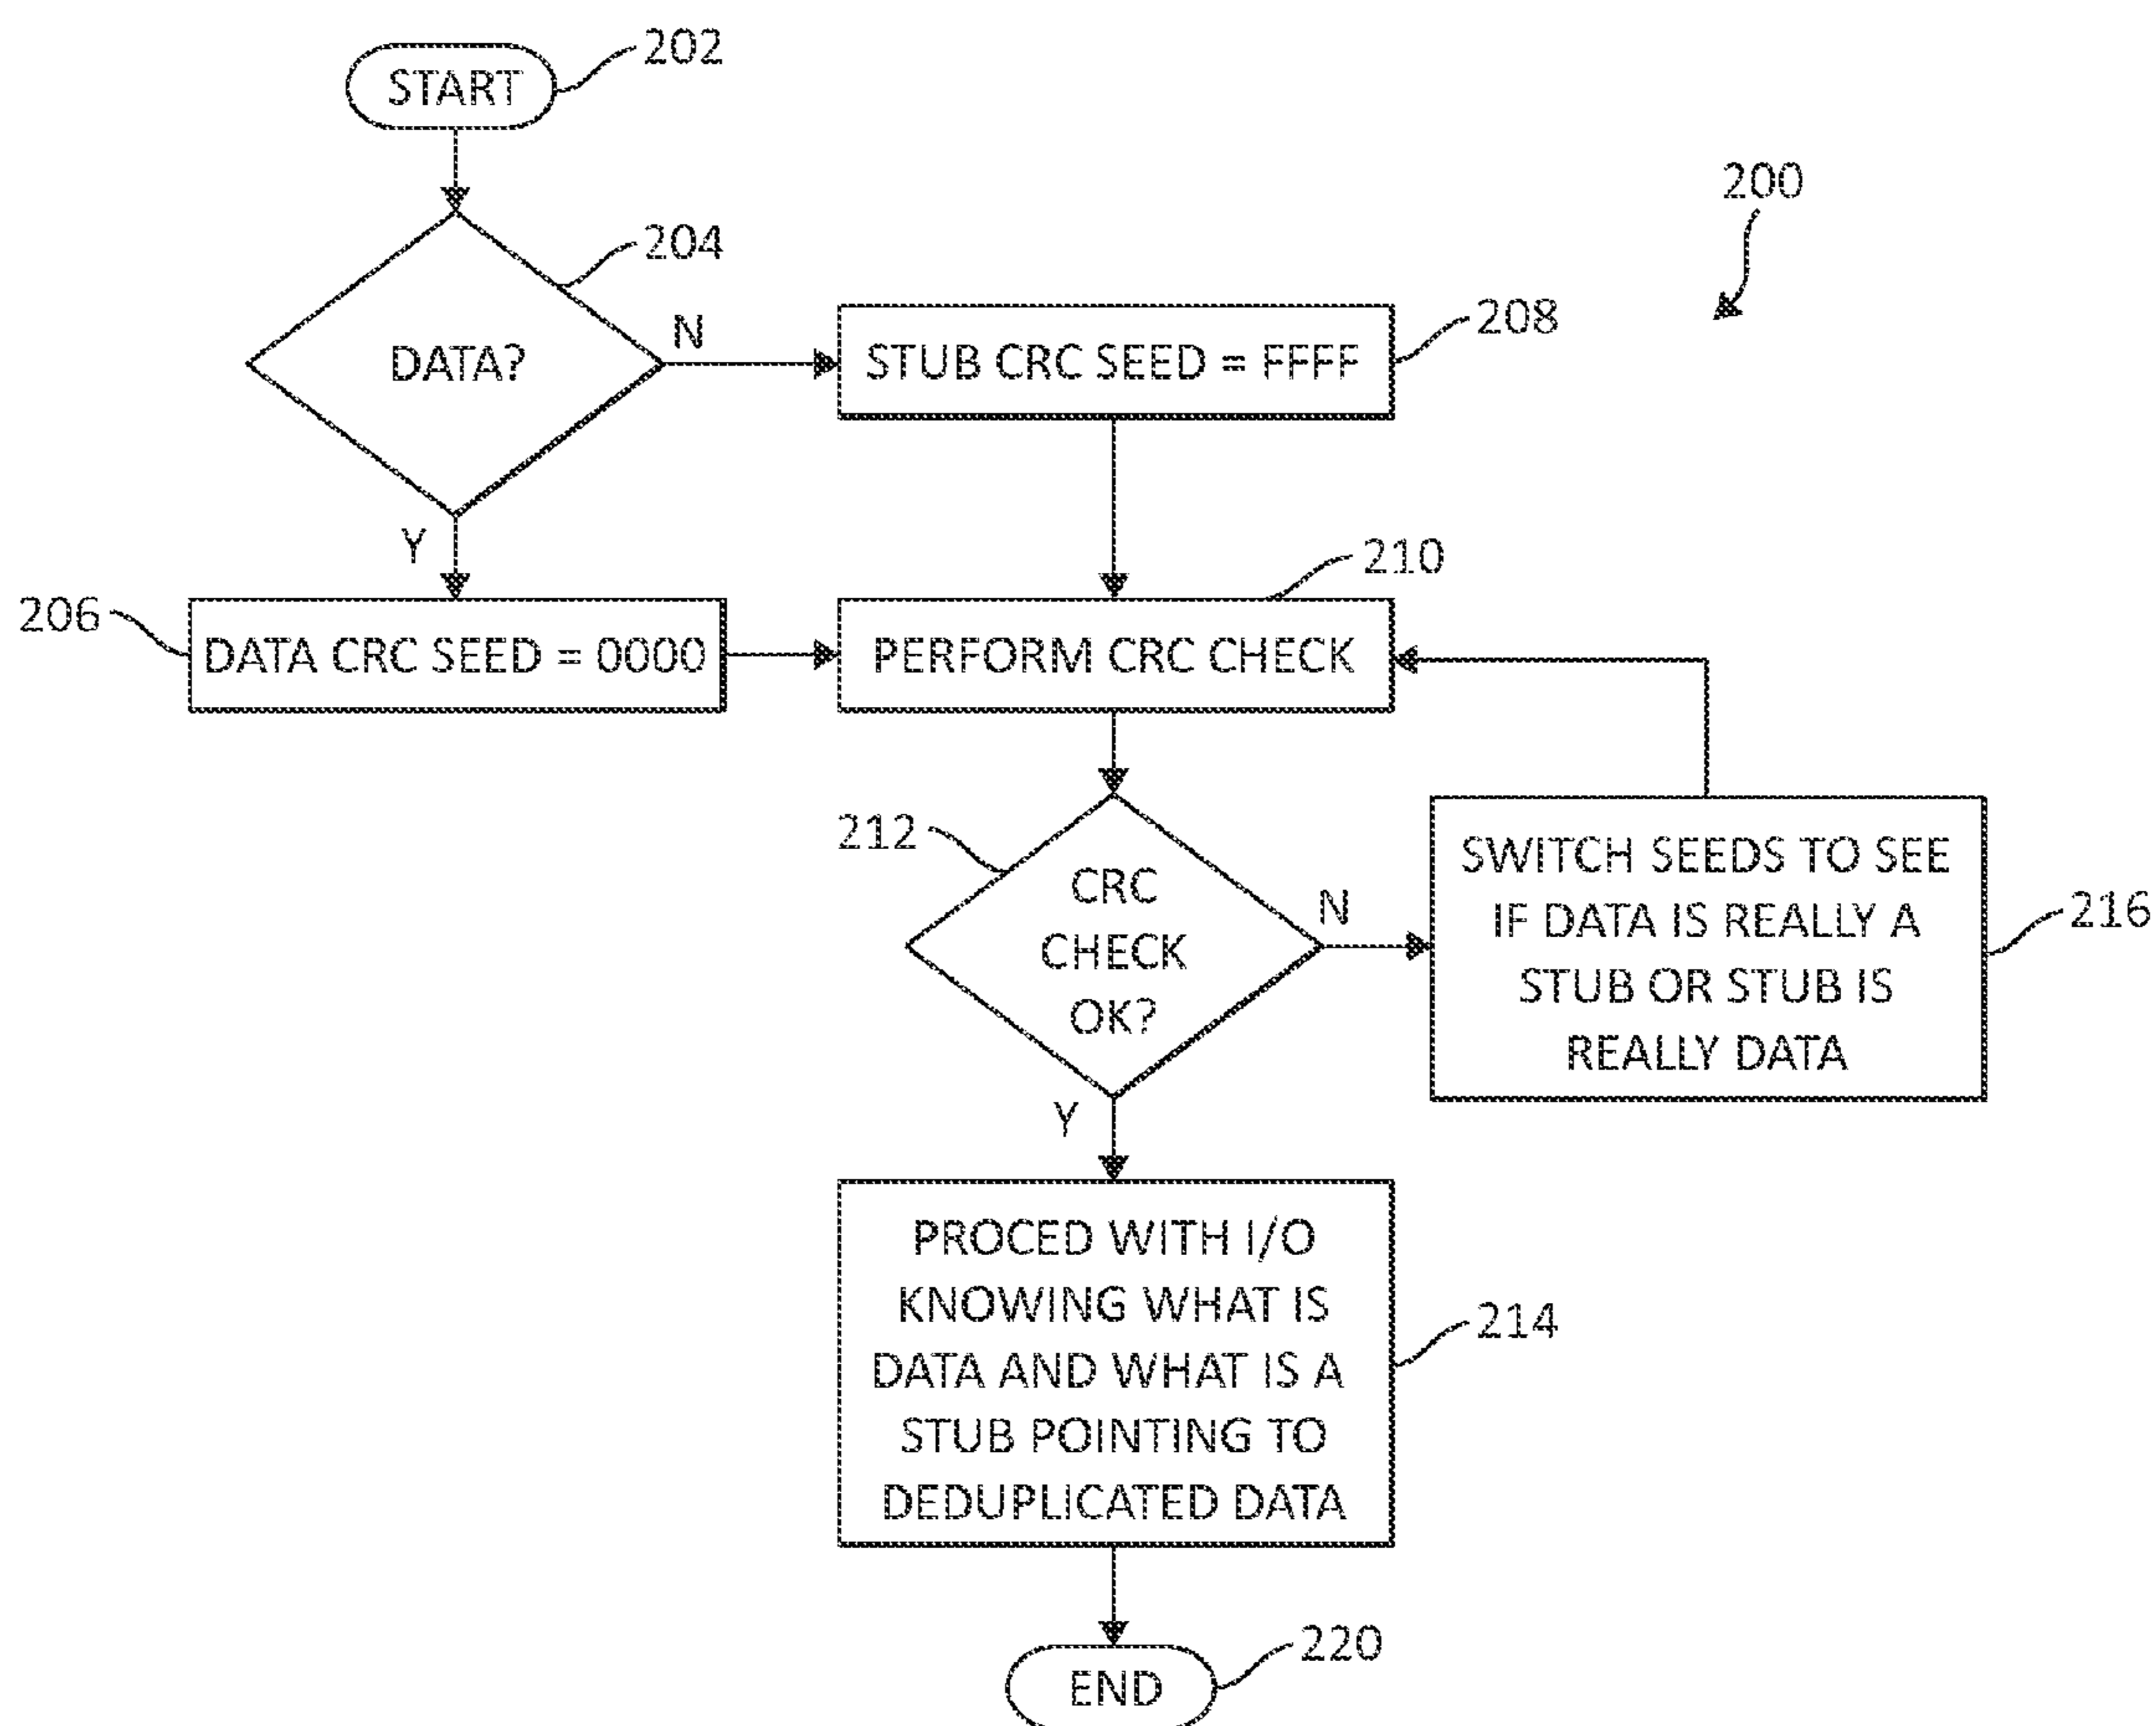 START
202
200
204
DATA?
N
STUB CRC SEED = FFFF
208
Y
206
DATA CRC SEED = 0000
210
PERFORM CRC CHECK
212
CRC
CHECK
OK?
N
SWITCH SEEDS TO SEE
IF DATA IS REALLY A
STUB OR STUB IS
REALLY DATA
216
Y
PROCED WITH I/O
KNOWING WHAT IS
DATA AND WHAT IS A
STUB POINTING TO
DEDUPLICATED DATA
214
END
220